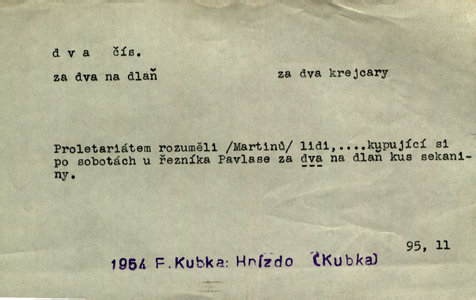 dva čís.
za dva na dlaň za dva krejcary
Proletariátem rozuměli /Martinů/ lidi,....kupující si
po sobotách u řezníka Pavlase za dva na dlaň kus sekani-
ny.
95, 11
1954 F. Kubka: Hnízdo (Kubka)